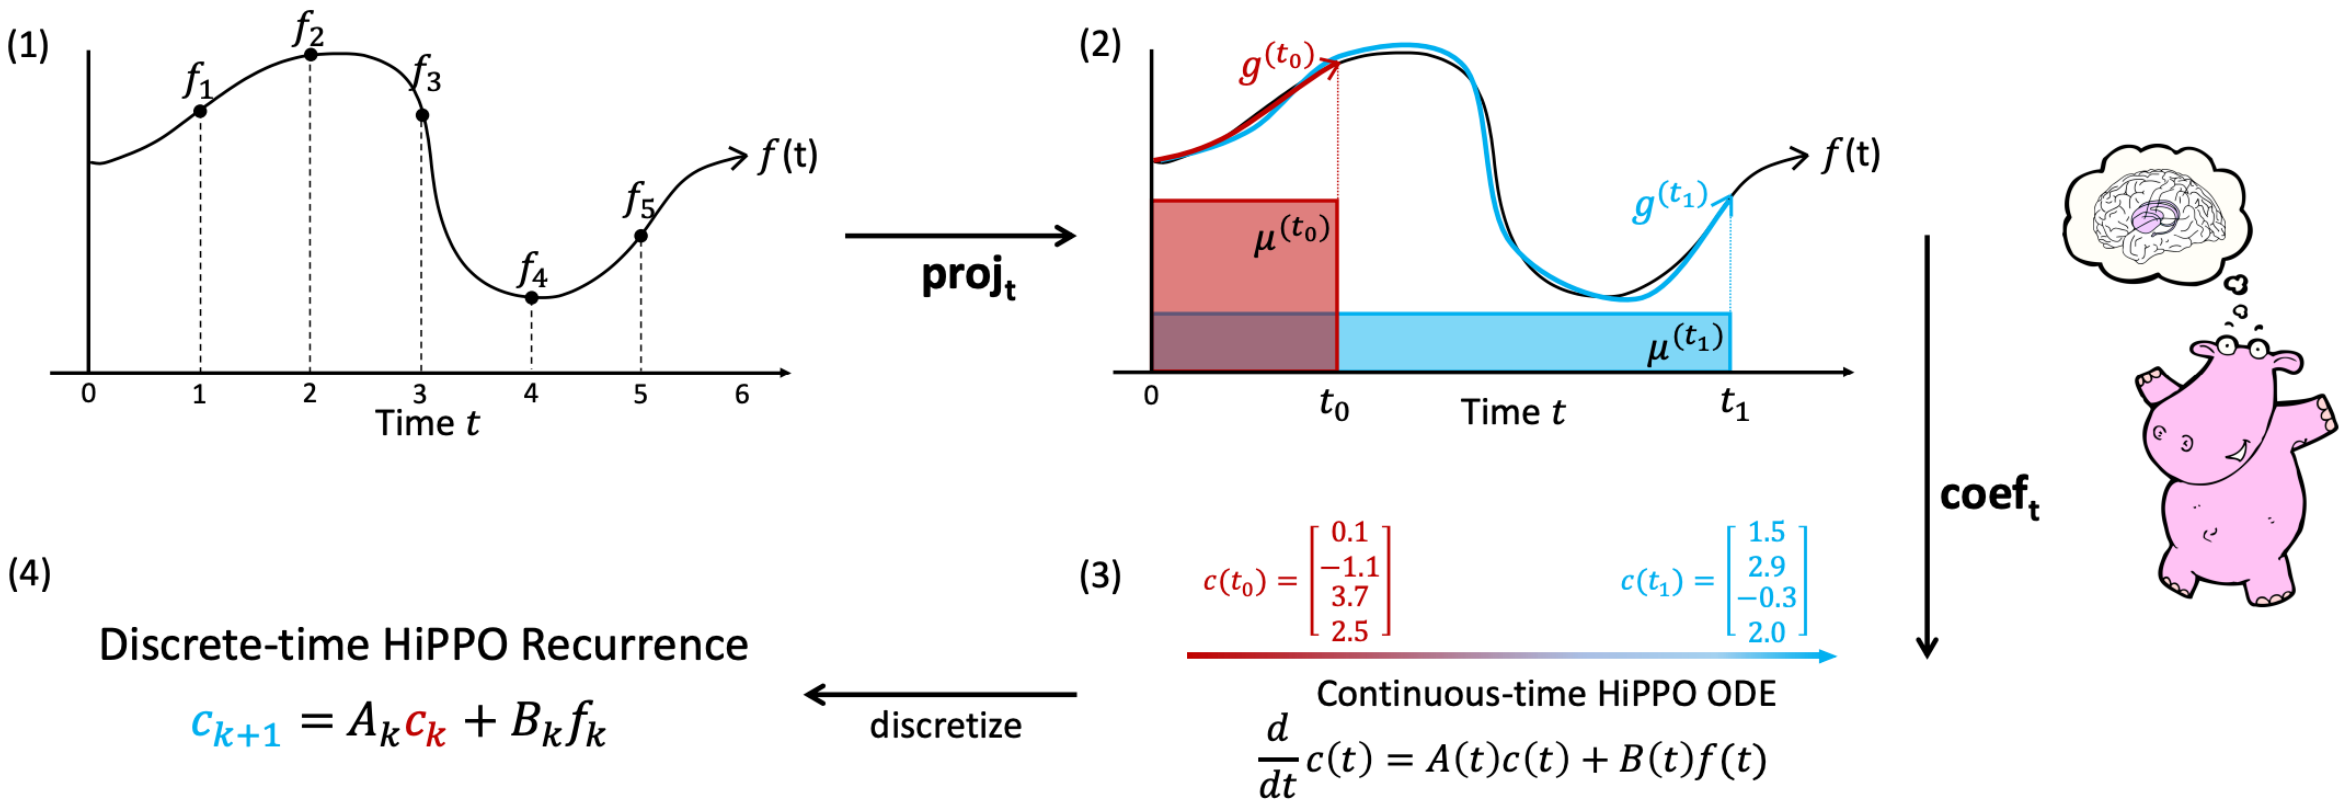 (1)
f₁
f₂
f₃
f₄
f₅
f(t)
0 1 2 3 4 5 6
Time t
proj_t
(2)
g^(t₀)
g^(t₁)
f(t)
μ^(t₀)
μ^(t₁)
0 t₀ Time t t₁
coef_t
(3)
c(t₀) = [0.1 −1.1 3.7 2.5]
c(t₁) = [1.5 2.9 −0.3 2.0]
Continuous-time HiPPO ODE
d/dt c(t) = A(t)c(t) + B(t)f(t)
discretize
(4)
Discrete-time HiPPO Recurrence
c_{k+1} = A_k c_k + B_k f_k